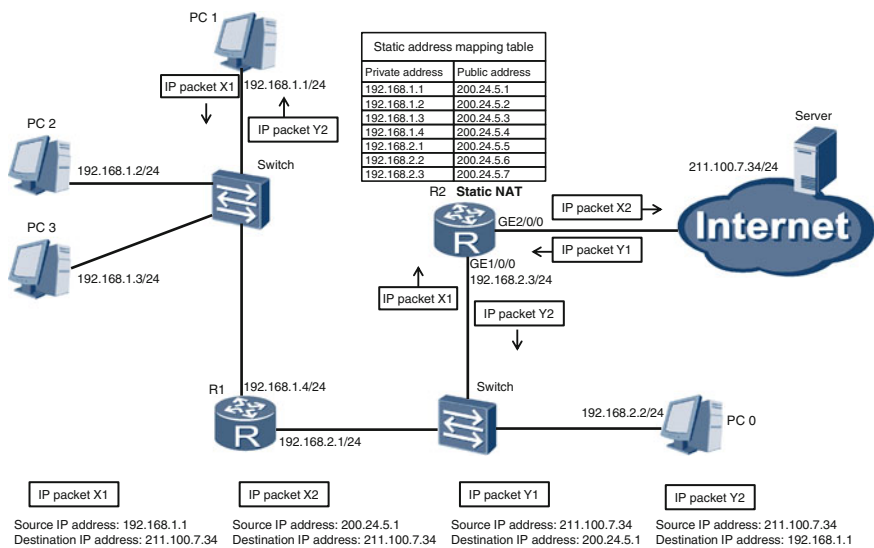 PC 1
Static address mapping table
Private address Public address
192.168.1.1 200.24.5.1
192.168.1.2 200.24.5.2
192.168.1.3 200.24.5.3
192.168.1.4 200.24.5.4
192.168.2.1 200.24.5.5
192.168.2.2 200.24.5.6
192.168.2.3 200.24.5.7
IP packet X1
192.168.1.1/24
IP packet Y2
PC 2
192.168.1.2/24
Switch
PC 3
192.168.1.3/24
Server
211.100.7.34/24
R2 Static NAT
IP packet X2
GE2/0/0
R
Internet
IP packet Y1
GE1/0/0
192.168.2.3/24
IP packet X1
IP packet Y2
R1
192.168.1.4/24
R
192.168.2.1/24
Switch
192.168.2.2/24
PC 0
IP packet X1
Source IP address: 192.168.1.1
Destination IP address: 211.100.7.34
IP packet X2
Source IP address: 200.24.5.1
Destination IP address: 211.100.7.34
IP packet Y1
Source IP address: 211.100.7.34
Destination IP address: 200.24.5.1
IP packet Y2
Source IP address: 211.100.7.34
Destination IP address: 192.168.1.1